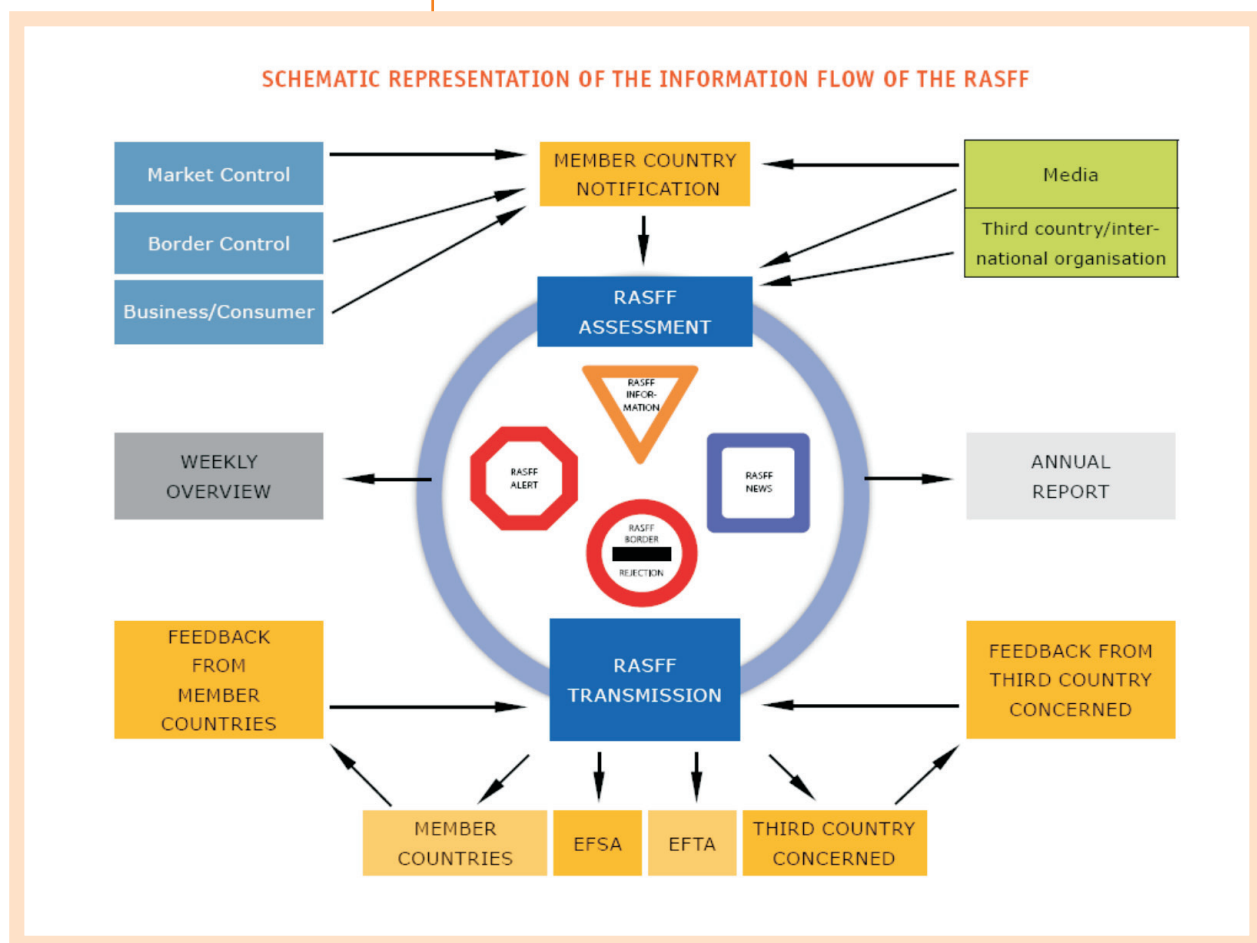 SCHEMATIC REPRESENTATION OF THE INFORMATION FLOW OF THE RASFF
Market Control
Border Control
Business/Consumer
MEMBER COUNTRY
NOTIFICATION
Media
Third country/inter-
national organisation
RASFF
ASSESSMENT
RASFF
INFOR-
MATION
RASFF
ALERT
RASFF
NEWS
RASFF
BORDER
REJECTION
WEEKLY
OVERVIEW
ANNUAL
REPORT
FEEDBACK
FROM
MEMBER
COUNTRIES
RASFF
TRANSMISSION
FEEDBACK FROM
THIRD COUNTRY
CONCERNED
MEMBER
COUNTRIES
EFSA
EFTA
THIRD COUNTRY
CONCERNED